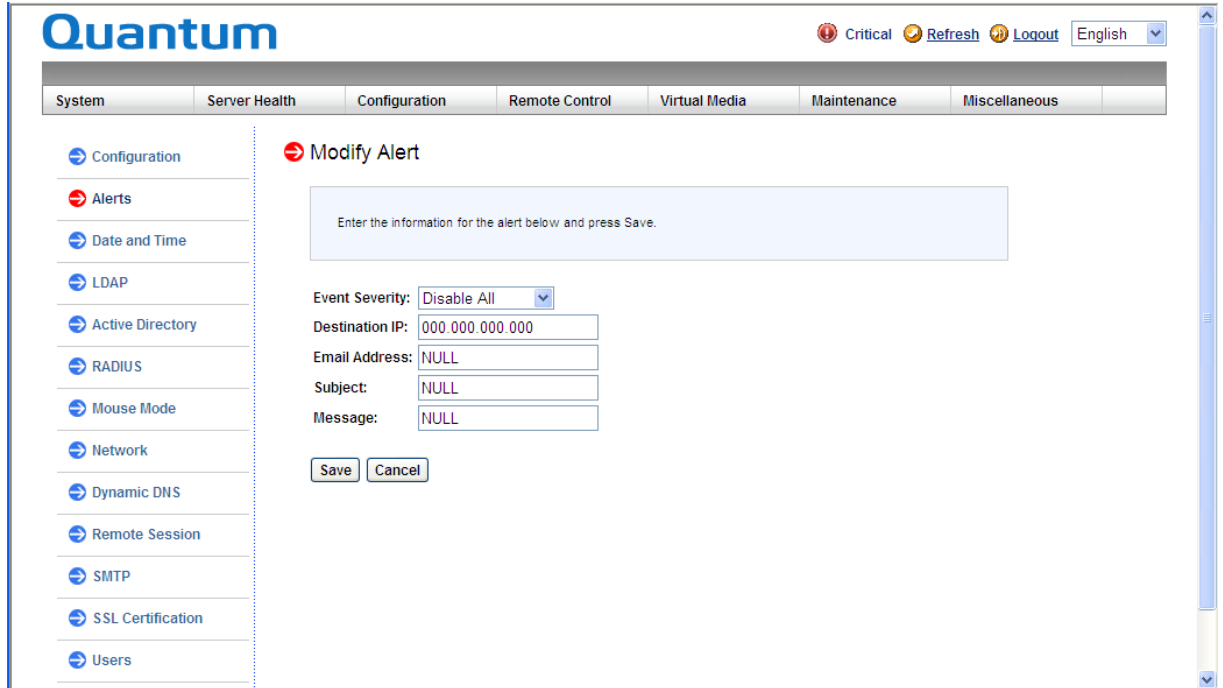 Quantum
Critical Refresh Logout English
System Server Health Configuration Remote Control Virtual Media Maintenance Miscellaneous
Configuration
Alerts
Date and Time
LDAP
Active Directory
RADIUS
Mouse Mode
Network
Dynamic DNS
Remote Session
SMTP
SSL Certification
Users
Modify Alert
Enter the information for the alert below and press Save.
Event Severity: Disable All
Destination IP: 000.000.000.000
Email Address: NULL
Subject: NULL
Message: NULL
Save Cancel